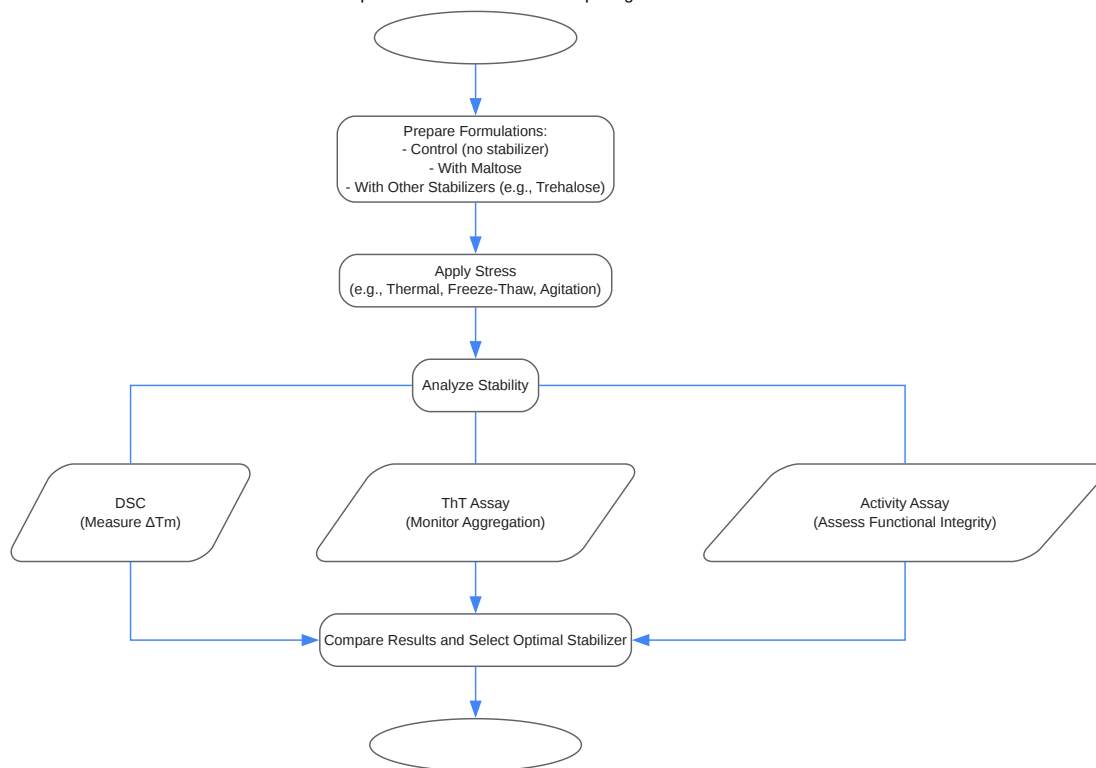 Prepare Formulations:
- Control (no stabilizer)
- With Maltose
- With Other Stabilizers (e.g., Trehalose)
Apply Stress
(e.g., Thermal, Freeze-Thaw, Agitation)
Analyze Stability
DSC
(Measure ΔTm)
ThT Assay
(Monitor Aggregation)
Activity Assay
(Assess Functional Integrity)
Compare Results and Select Optimal Stabilizer